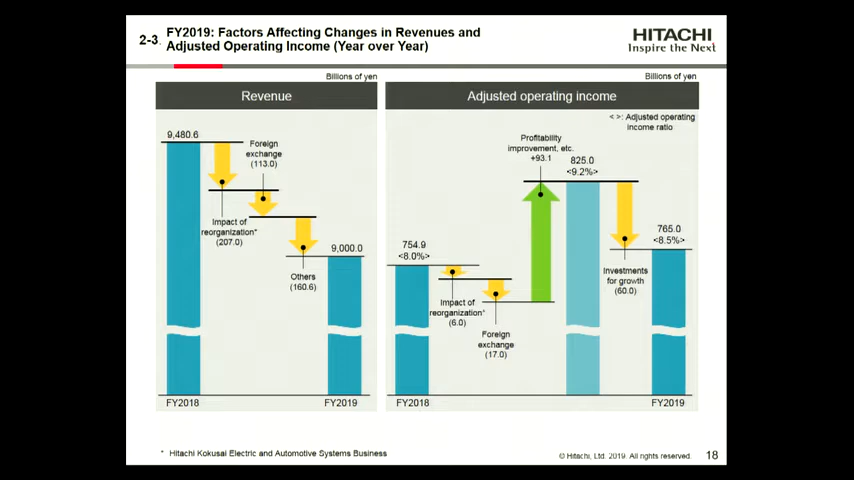 2-3.
FY2019: Factors Affecting Changes in Revenues and
Adjusted Operating Income (Year over Year)
HITACHI
Inspire the Next
Billions of yen
Billions of yen
Revenue
Adjusted operating income
9,480.6
Foreign
exchange
(113.0)
Impact of
reorganization*
(207.0)
Others
(160.6)
9,000.0
FY2018
FY2019
< >: Adjusted operating
income ratio
754.9
<8.0%>
Impact of
reorganization*
(6.0)
Foreign
exchange
(17.0)
Profitability
improvement, etc.
+93.1
825.0
<9.2%>
Investments
for growth
(60.0)
765.0
<8.5%>
FY2018
FY2019
* Hitachi Kokusai Electric and Automotive Systems Business
© Hitachi, Ltd. 2019. All rights reserved.
18